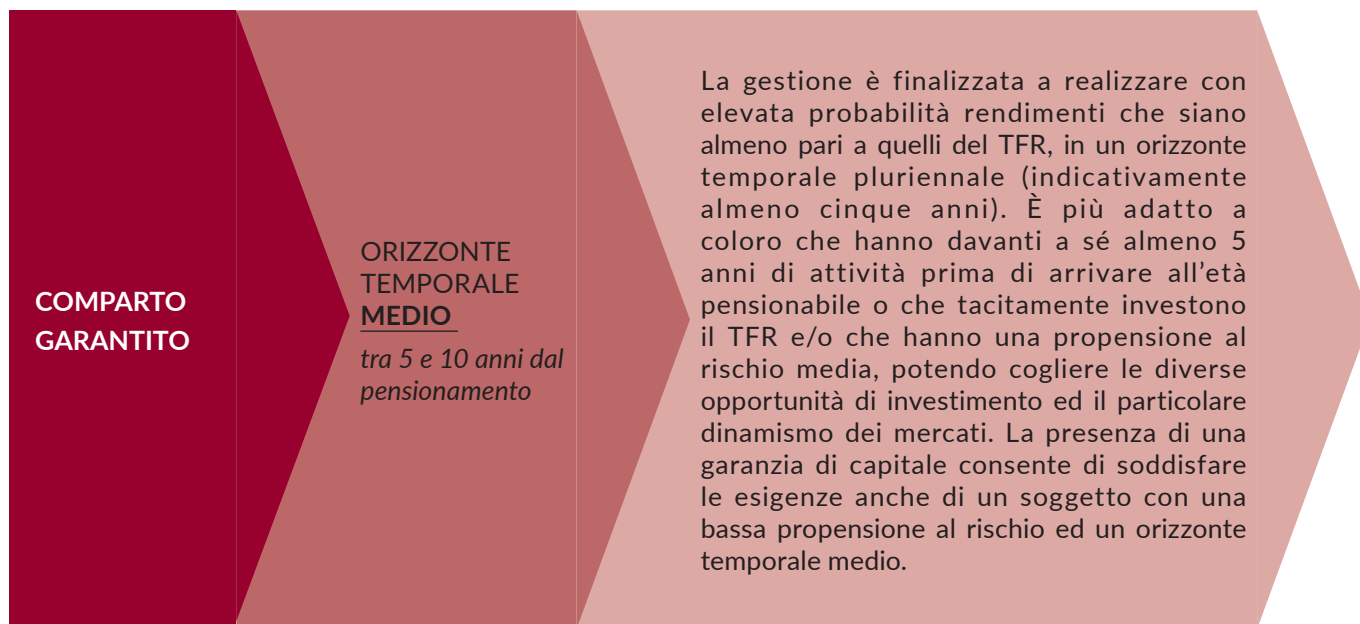 COMPARTO
GARANTITO
ORIZZONTE
TEMPORALE
MEDIO
tra 5 e 10 anni dal
pensionamento
La gestione è finalizzata a realizzare con
elevata probabilità rendimenti che siano
almeno pari a quelli del TFR, in un orizzonte
temporale pluriennale (indicativamente
almeno cinque anni). È più adatto a
coloro che hanno davanti a sé almeno 5
anni di attività prima di arrivare all’età
pensionabile o che tacitamente investono
il TFR e/o che hanno una propensione al
rischio media, potendo cogliere le diverse
opportunità di investimento ed il particolare
dinamismo dei mercati. La presenza di una
garanzia di capitale consente di soddisfare
le esigenze anche di un soggetto con una
bassa propensione al rischio ed un orizzonte
temporale medio.